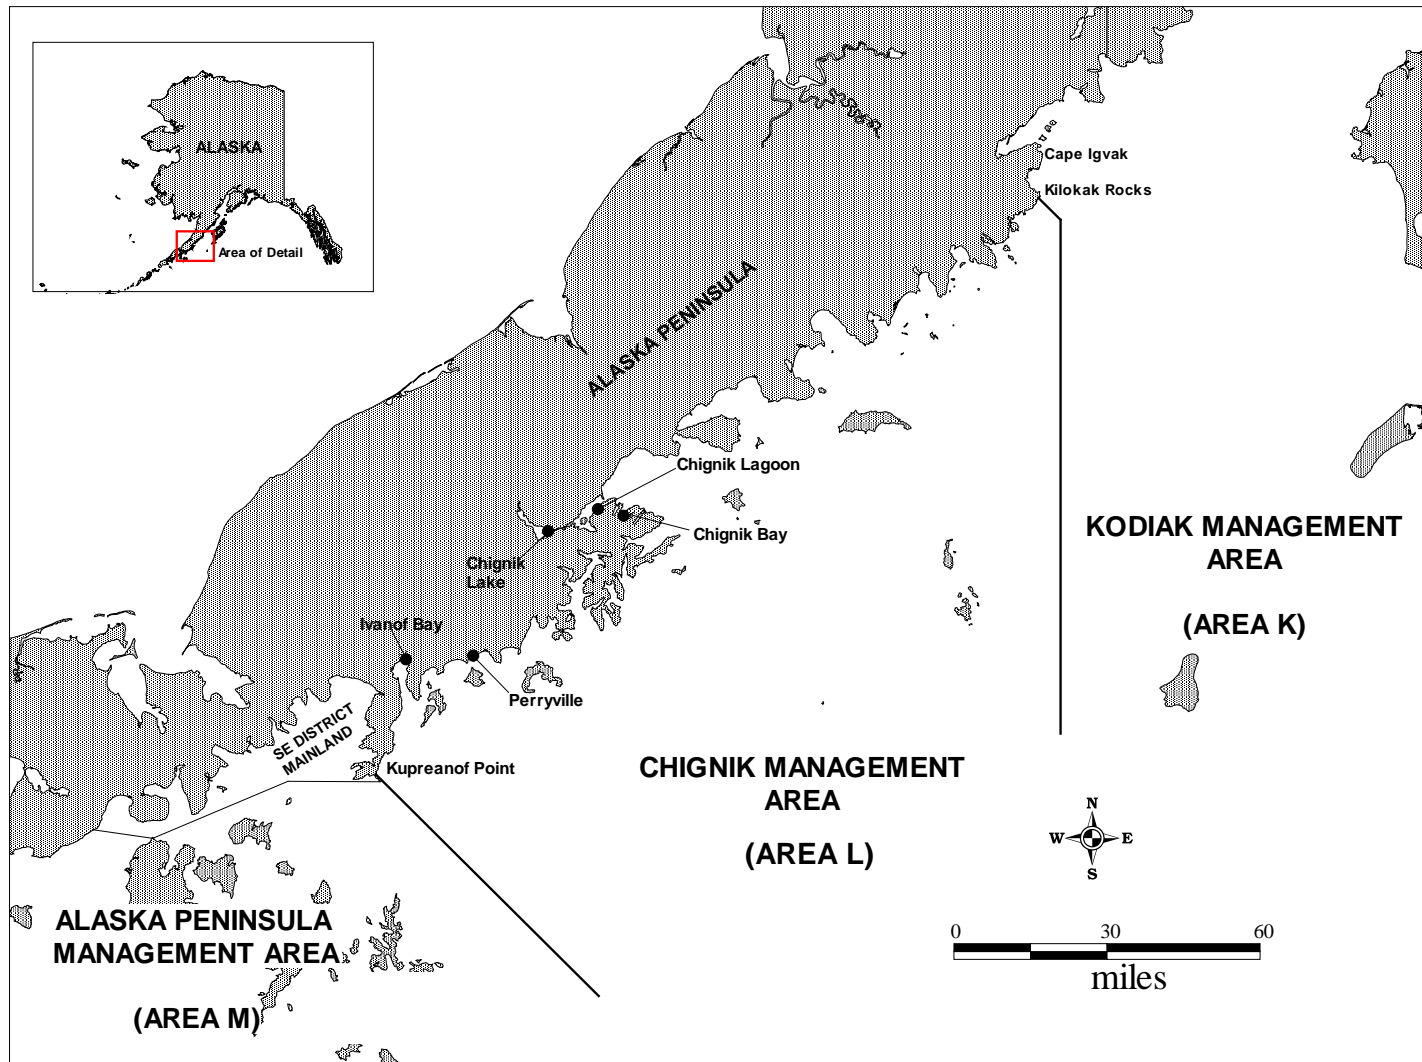 ALASKA
Area of Detail
Cape Igvak
Kilokak Rocks
ALASKA PENINSULA
Chignik Lagoon
Chignik Bay
Chignik
Lake
Ivanof Bay
Perryville
SE DISTRICT
MAINLAND
Kupreanof Point
KODIAK MANAGEMENT
AREA
(AREA K)
CHIGNIK MANAGEMENT
AREA
(AREA L)
N
W E
S
ALASKA PENINSULA
MANAGEMENT AREA
(AREA M)
0 30 60
miles